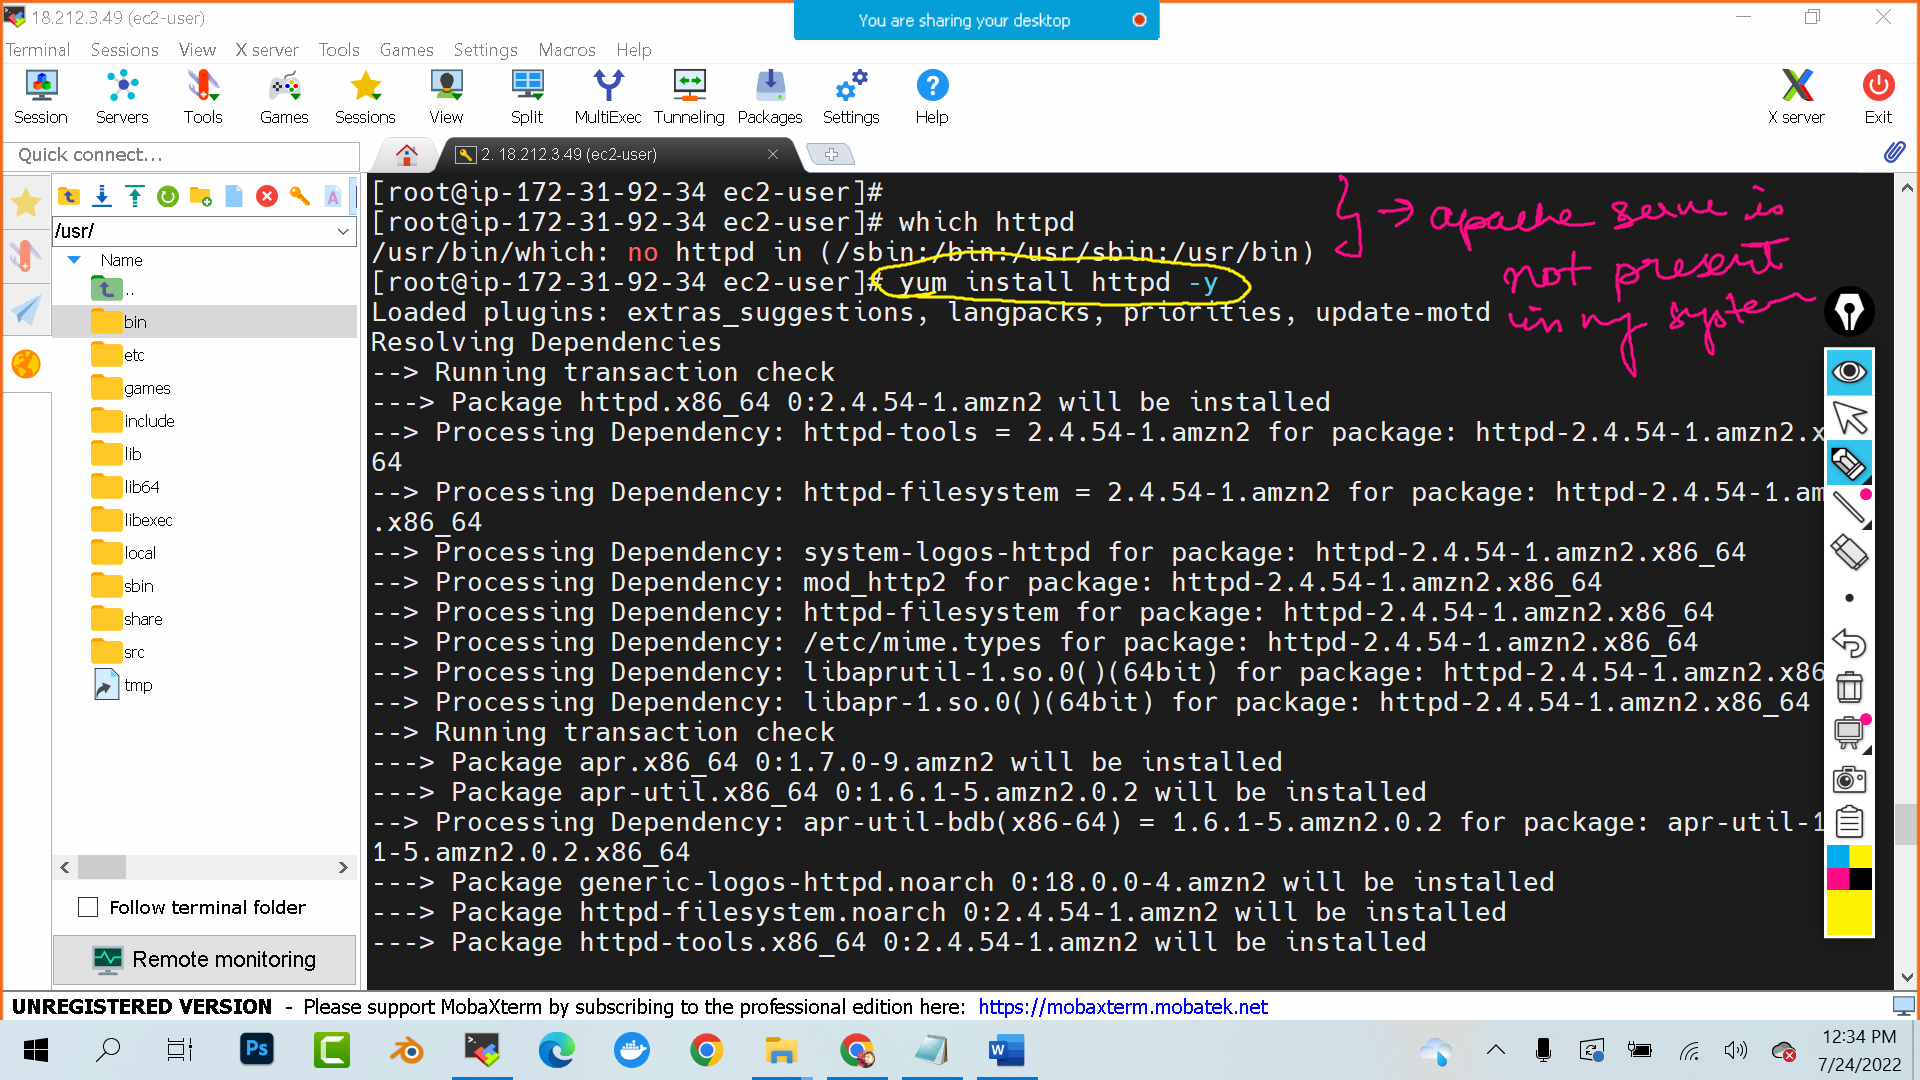 18.212.3.49 (ec2-user)
You are sharing your desktop
Terminal Sessions View X server Tools Games Settings Macros Help
Session Servers Tools Games Sessions View Split MultiExec Tunneling Packages Settings Help X server Exit
Quick connect...
2. 18.212.3.49 (ec2-user)
/usr/
Name
..
bin
etc
games
include
lib
lib64
libexec
local
sbin
share
src
tmp
Follow terminal folder
Remote monitoring
[root@ip-172-31-92-34 ec2-user]#
[root@ip-172-31-92-34 ec2-user]# which httpd
/usr/bin/which: no httpd in (/sbin:/bin:/usr/sbin:/usr/bin)
[root@ip-172-31-92-34 ec2-user]# yum install httpd -y
Loaded plugins: extras_suggestions, langpacks, priorities, update-motd
Resolving Dependencies
--> Running transaction check
---> Package httpd.x86_64 0:2.4.54-1.amzn2 will be installed
--> Processing Dependency: httpd-tools = 2.4.54-1.amzn2 for package: httpd-2.4.54-1.amzn2.x
64
--> Processing Dependency: httpd-filesystem = 2.4.54-1.amzn2 for package: httpd-2.4.54-1.am
.x86_64
--> Processing Dependency: system-logos-httpd for package: httpd-2.4.54-1.amzn2.x86_64
--> Processing Dependency: mod_http2 for package: httpd-2.4.54-1.amzn2.x86_64
--> Processing Dependency: httpd-filesystem for package: httpd-2.4.54-1.amzn2.x86_64
--> Processing Dependency: /etc/mime.types for package: httpd-2.4.54-1.amzn2.x86_64
--> Processing Dependency: libaprutil-1.so.0()(64bit) for package: httpd-2.4.54-1.amzn2.x86
--> Processing Dependency: libapr-1.so.0()(64bit) for package: httpd-2.4.54-1.amzn2.x86_64
--> Running transaction check
---> Package apr.x86_64 0:1.7.0-9.amzn2 will be installed
---> Package apr-util.x86_64 0:1.6.1-5.amzn2.0.2 will be installed
--> Processing Dependency: apr-util-bdb(x86-64) = 1.6.1-5.amzn2.0.2 for package: apr-util-1
1-5.amzn2.0.2.x86_64
---> Package generic-logos-httpd.noarch 0:18.0.0-4.amzn2 will be installed
---> Package httpd-filesystem.noarch 0:2.4.54-1.amzn2 will be installed
---> Package httpd-tools.x86_64 0:2.4.54-1.amzn2 will be installed
→ apache serve is
not present
in my system
UNREGISTERED VERSION - Please support MobaXterm by subscribing to the professional edition here: https://mobaxterm.mobatek.net
Ps
12:34 PM
7/24/2022